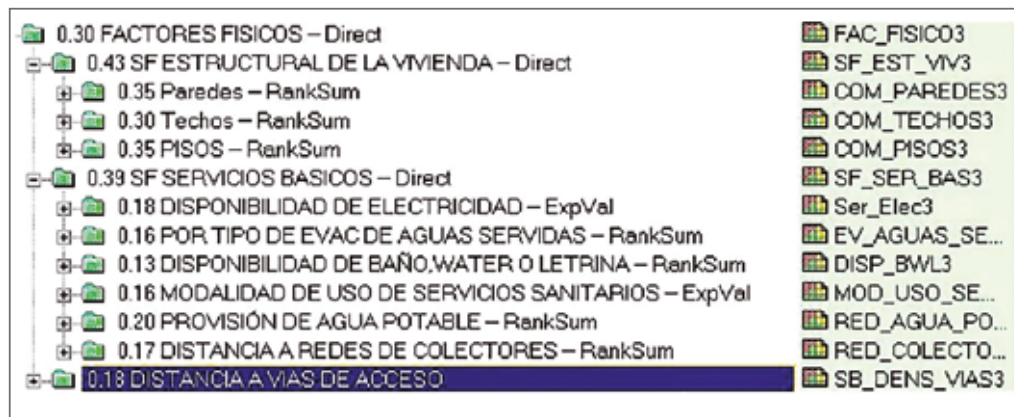 0.30 FACTORES FISICOS – Direct FAC_FISICO3
0.43 SF ESTRUCTURAL DE LA VIVIENDA – Direct SF_EST_VIV3
0.35 Paredes – RankSum COM_PAREDES3
0.30 Techos – RankSum COM_TECHOS3
0.35 PISOS – RankSum COM_PISOS3
0.39 SF SERVICIOS BASICOS – Direct SF_SER_BAS3
0.18 DISPONIBILIDAD DE ELECTRICIDAD – ExpVal Ser_Elec3
0.16 POR TIPO DE EVAC DE AGUAS SERVIDAS – RankSum EV_AGUAS_SE...
0.13 DISPONIBILIDAD DE BAÑO,WATER O LETRINA – RankSum DISP_BWL3
0.16 MODALIDAD DE USO DE SERVICIOS SANITARIOS – ExpVal MOD_USO_SE...
0.20 PROVISIÓN DE AGUA POTABLE – RankSum RED_AGUA_PO...
0.17 DISTANCIA A REDES DE COLECTORES – RankSum RED_COLECTO...
0.18 DISTANCIA A VIAS DE ACCESO SB_DENS_VIAS3